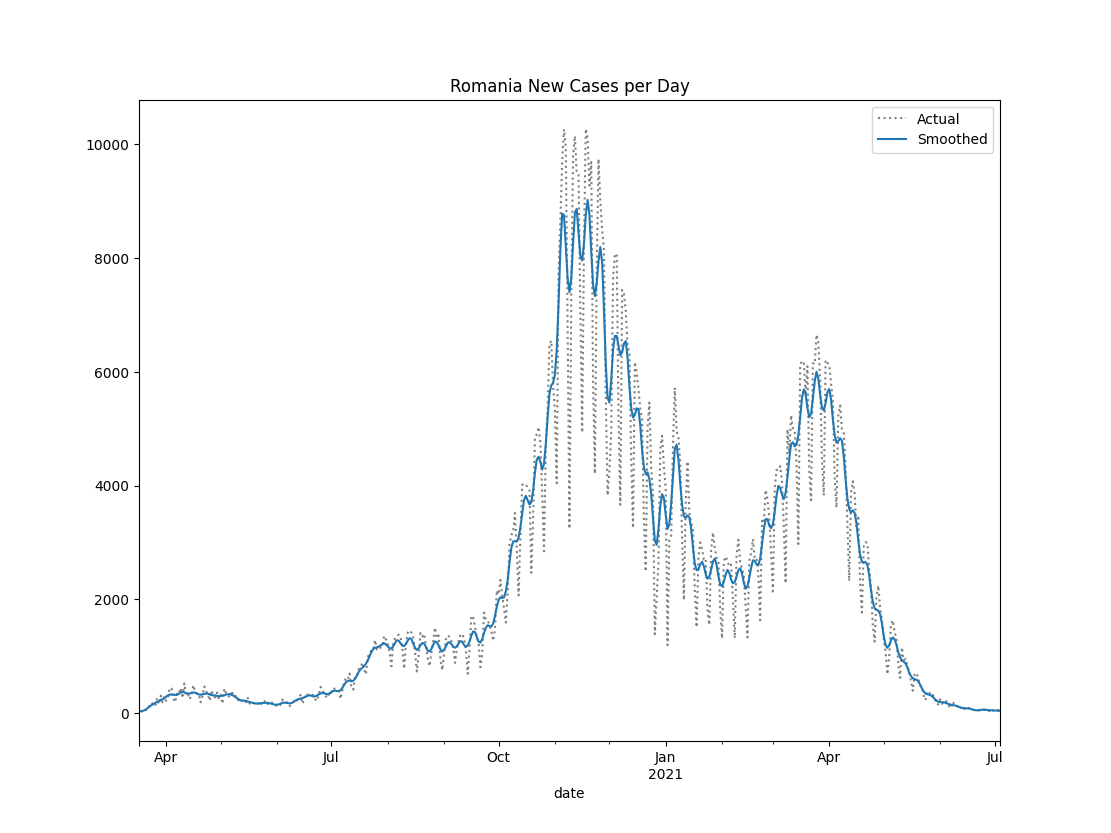 Romania New Cases per Day
Actual
Smoothed
10000
8000
6000
4000
2000
0
Apr
Jul
Oct
Jan
2021
Apr
Jul
date